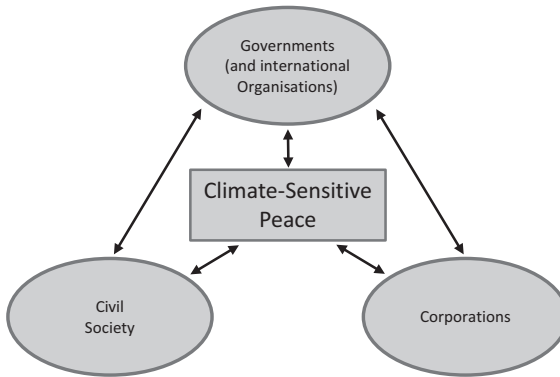 Governments
(and international
Organisations)
Climate-Sensitive
Peace
Civil
Society
Corporations